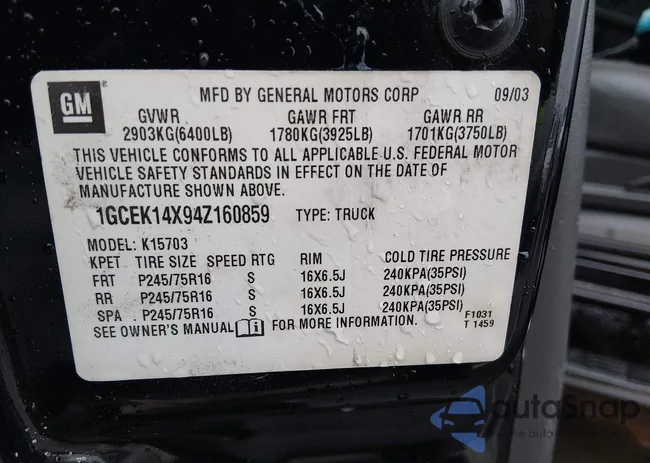 GM
MFD BY GENERAL MOTORS CORP 09/03
GVWR GAWR FRT GAWR RR
2903KG(6400LB) 1780KG(3925LB) 1701KG(3750LB)
THIS VEHICLE CONFORMS TO ALL APPLICABLE U.S. FEDERAL MOTOR
VEHICLE SAFETY STANDARDS IN EFFECT ON THE DATE OF
MANUFACTURE SHOWN ABOVE.
1GCEK14X94Z160859 TYPE: TRUCK
MODEL: K15703
KPET TIRE SIZE SPEED RTG RIM COLD TIRE PRESSURE
FRT P245/75R16 S 16X6.5J 240KPA(35PSI)
RR P245/75R16 S 16X6.5J 240KPA(35PSI)
SPA P245/75R16 S 16X6.5J 240KPA(35PSI)
F1031
SEE OWNER'S MANUAL FOR MORE INFORMATION. T 1459
autoSnap